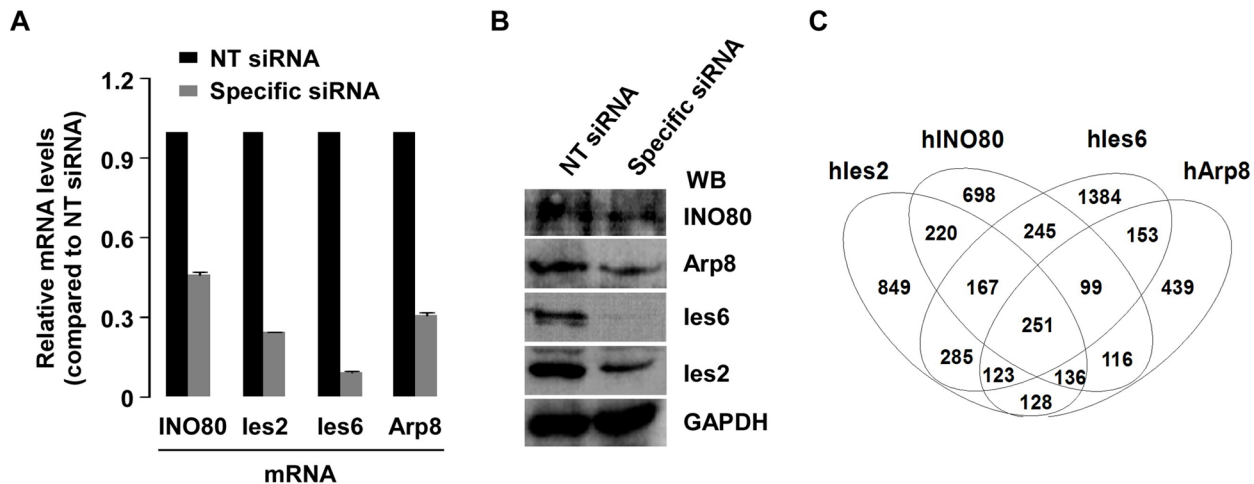 A
NT siRNA
Specific siRNA
Relative mRNA levels
(compared to NT siRNA)
1.2
0.9
0.6
0.3
0
INO80 Ies2 Ies6 Arp8
mRNA
B
NT siRNA
Specific siRNA
WB
INO80
Arp8
Ies6
Ies2
GAPDH
C
hIes2
hINO80
hIes6
hArp8
698 1384
220 245 153
849 167 99 439
251
285 116
123 136
128